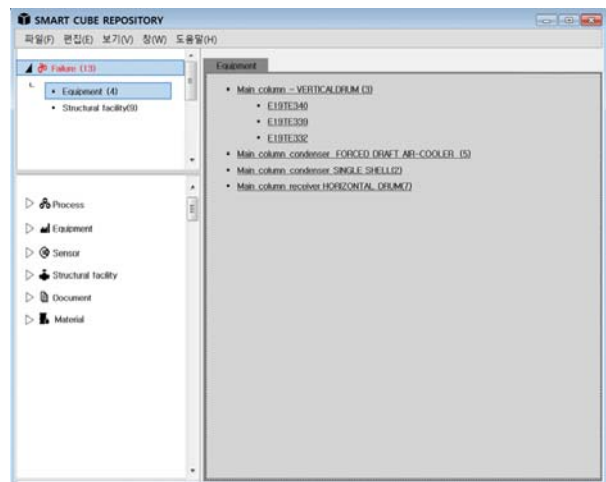 SMART CUBE REPOSITORY
파일(F) 편집(E) 보기(V) 창(W) 도움말(H)
Failure (13)
Equipment (4)
Structural facility(9)
Process
Equipment
Sensor
Structural facility
Document
Material
Equipment
Main column - VERTICALDRUM (3)
E19TE340
E19TE339
E19TE332
Main column condenser FORCED DRAFT AIR-COOLER (5)
Main column condenser SINGLE SHELL(2)
Main column receiver HORIZONTAL DRUM(7)